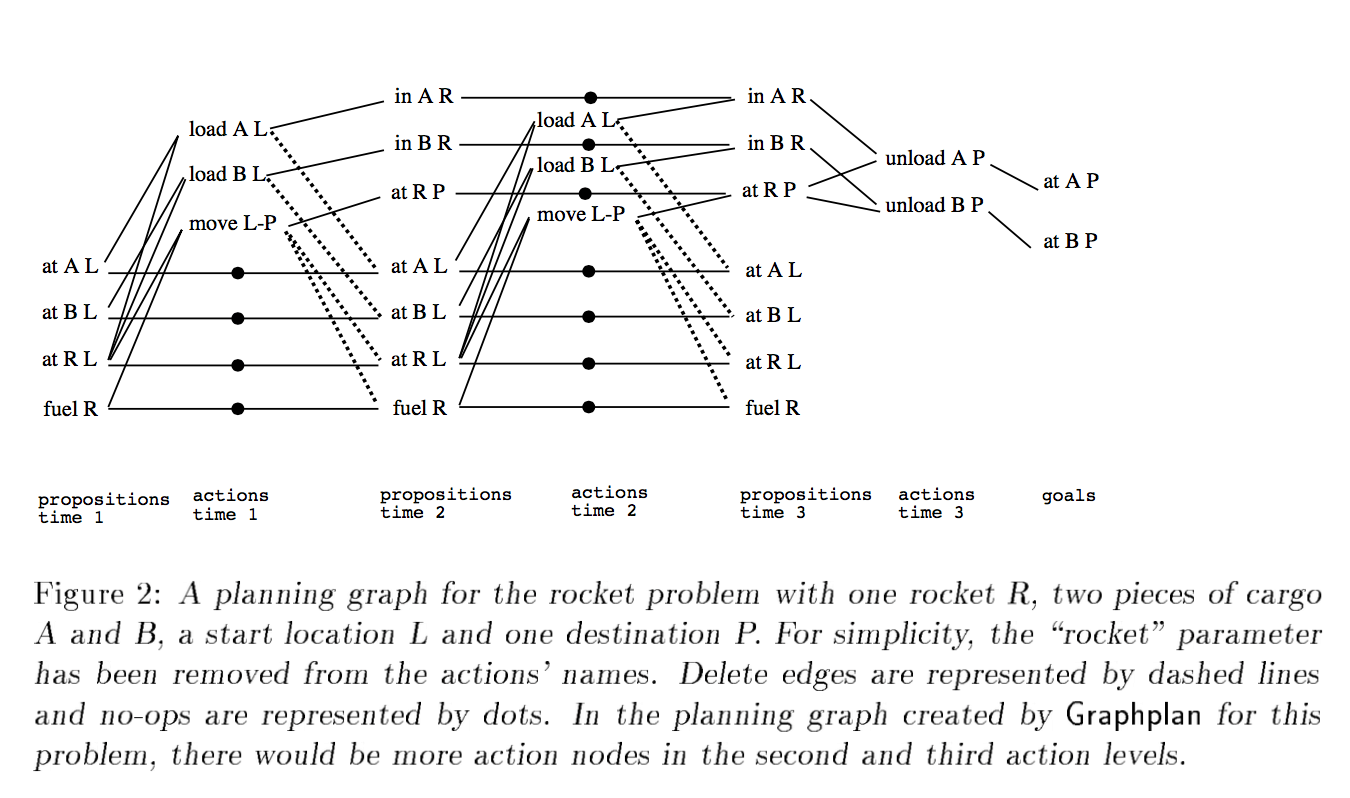 in A R
in A R
load A L
load A L
in B R
in B R
load B L
load B L
unload A P
at R P
at R P
at A P
move L-P
move L-P
unload B P
at B P
at A L
at A L
at A L
at B L
at B L
at B L
at R L
at R L
at R L
fuel R
fuel R
fuel R
propositions
time 1
actions
time 1
propositions
time 2
actions
time 2
propositions
time 3
actions
time 3
goals
Figure 2: A planning graph for the rocket problem with one rocket R, two pieces of cargo
A and B, a start location L and one destination P. For simplicity, the “rocket” parameter
has been removed from the actions’ names. Delete edges are represented by dashed lines
and no-ops are represented by dots. In the planning graph created by Graphplan for this
problem, there would be more action nodes in the second and third action levels.